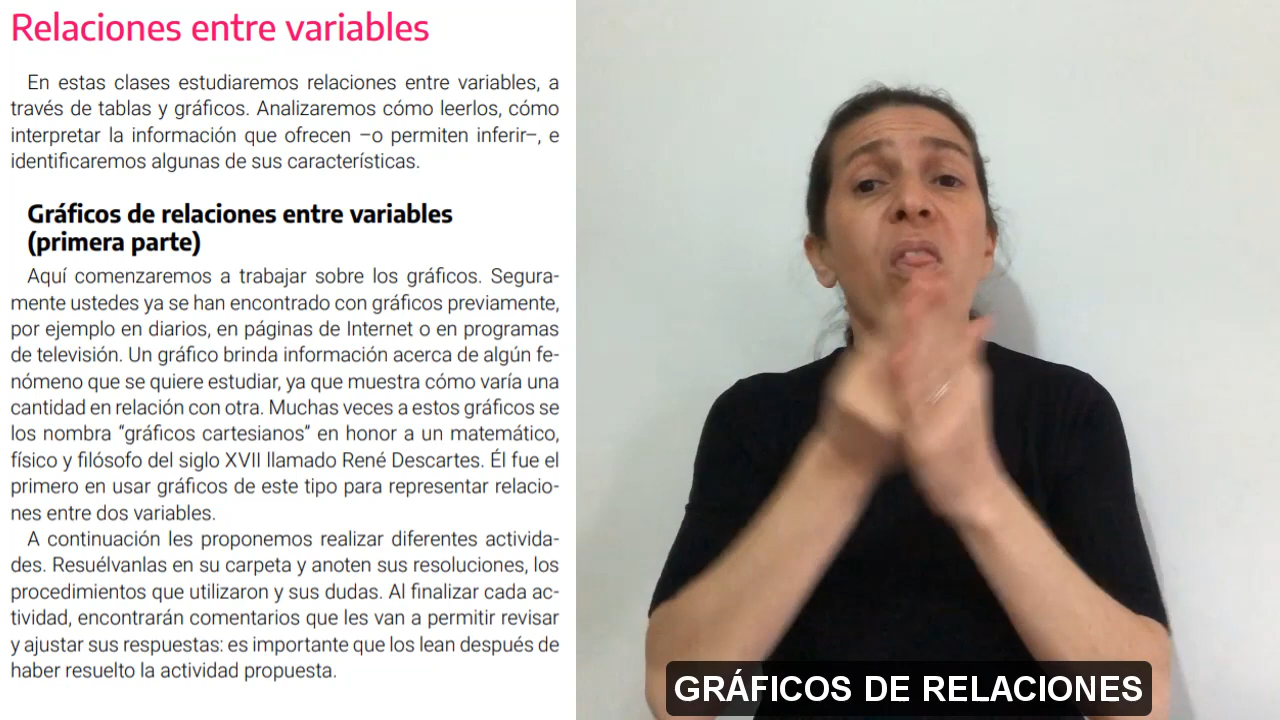 Relaciones entre variables
En estas clases estudiaremos relaciones entre variables, a
través de tablas y gráficos. Analizaremos cómo leerlos, cómo
interpretar la información que ofrecen –o permiten inferir–, e
identificaremos algunas de sus características.
Gráficos de relaciones entre variables
(primera parte)
Aquí comenzaremos a trabajar sobre los gráficos. Segura-
mente ustedes ya se han encontrado con gráficos previamente,
por ejemplo en diarios, en páginas de Internet o en programas
de televisión. Un gráfico brinda información acerca de algún fe-
nómeno que se quiere estudiar, ya que muestra cómo varía una
cantidad en relación con otra. Muchas veces a estos gráficos se
los nombra “gráficos cartesianos” en honor a un matemático,
físico y filósofo del siglo XVII llamado René Descartes. Él fue el
primero en usar gráficos de este tipo para representar relacio-
nes entre dos variables.
A continuación les proponemos realizar diferentes activida-
des. Resuélvanlas en su carpeta y anoten sus resoluciones, los
procedimientos que utilizaron y sus dudas. Al finalizar cada ac-
tividad, encontrarán comentarios que les van a permitir revisar
y ajustar sus respuestas: es importante que los lean después de
haber resuelto la actividad propuesta.
GRÁFICOS DE RELACIONES